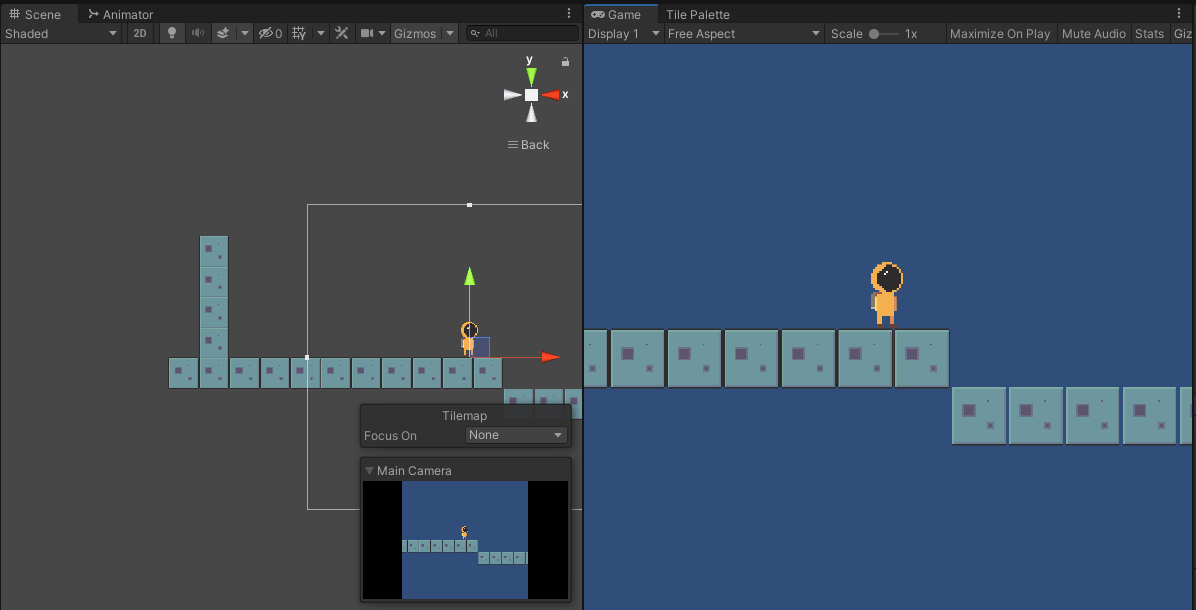 Scene Animator
Shaded 2D 0 Gizmos All
y
x
Back
Tilemap
Focus On None
Main Camera
Game Tile Palette
Display 1 Free Aspect Scale 1x Maximize On Play Mute Audio Stats Giz